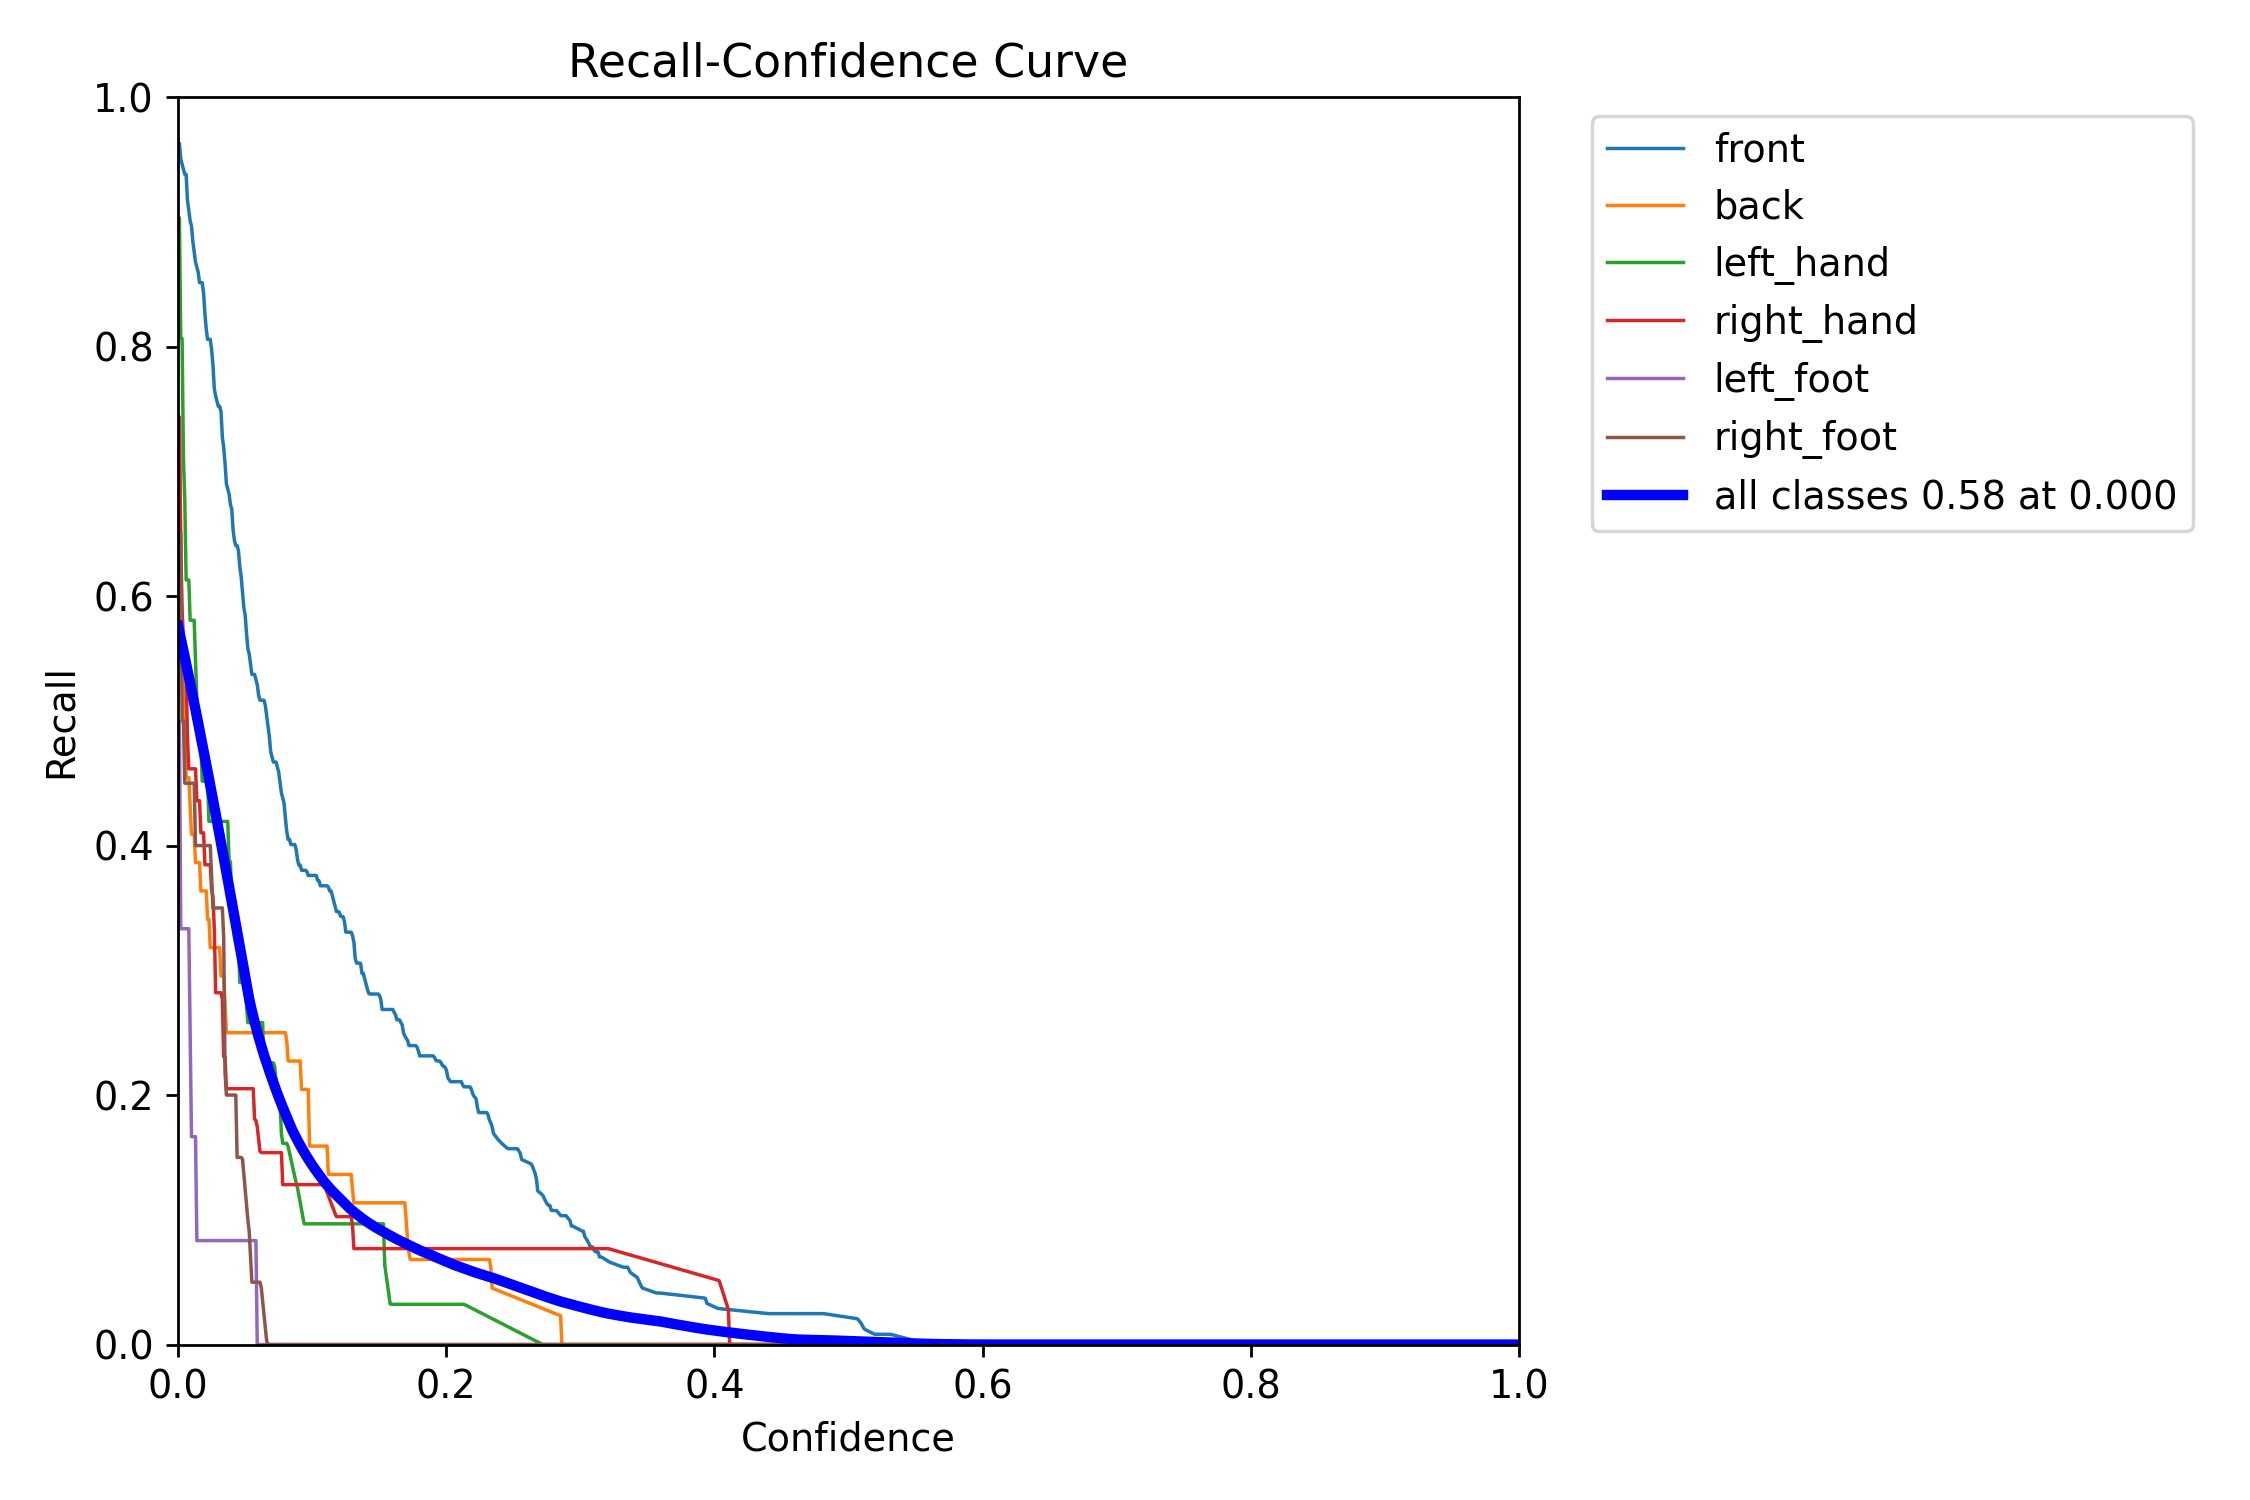 Recall-Confidence Curve
1.0
0.8
0.6
0.4
0.2
0.0
Recall
0.0 0.2 0.4 0.6 0.8 1.0
Confidence
front
back
left_hand
right_hand
left_foot
right_foot
all classes 0.58 at 0.000